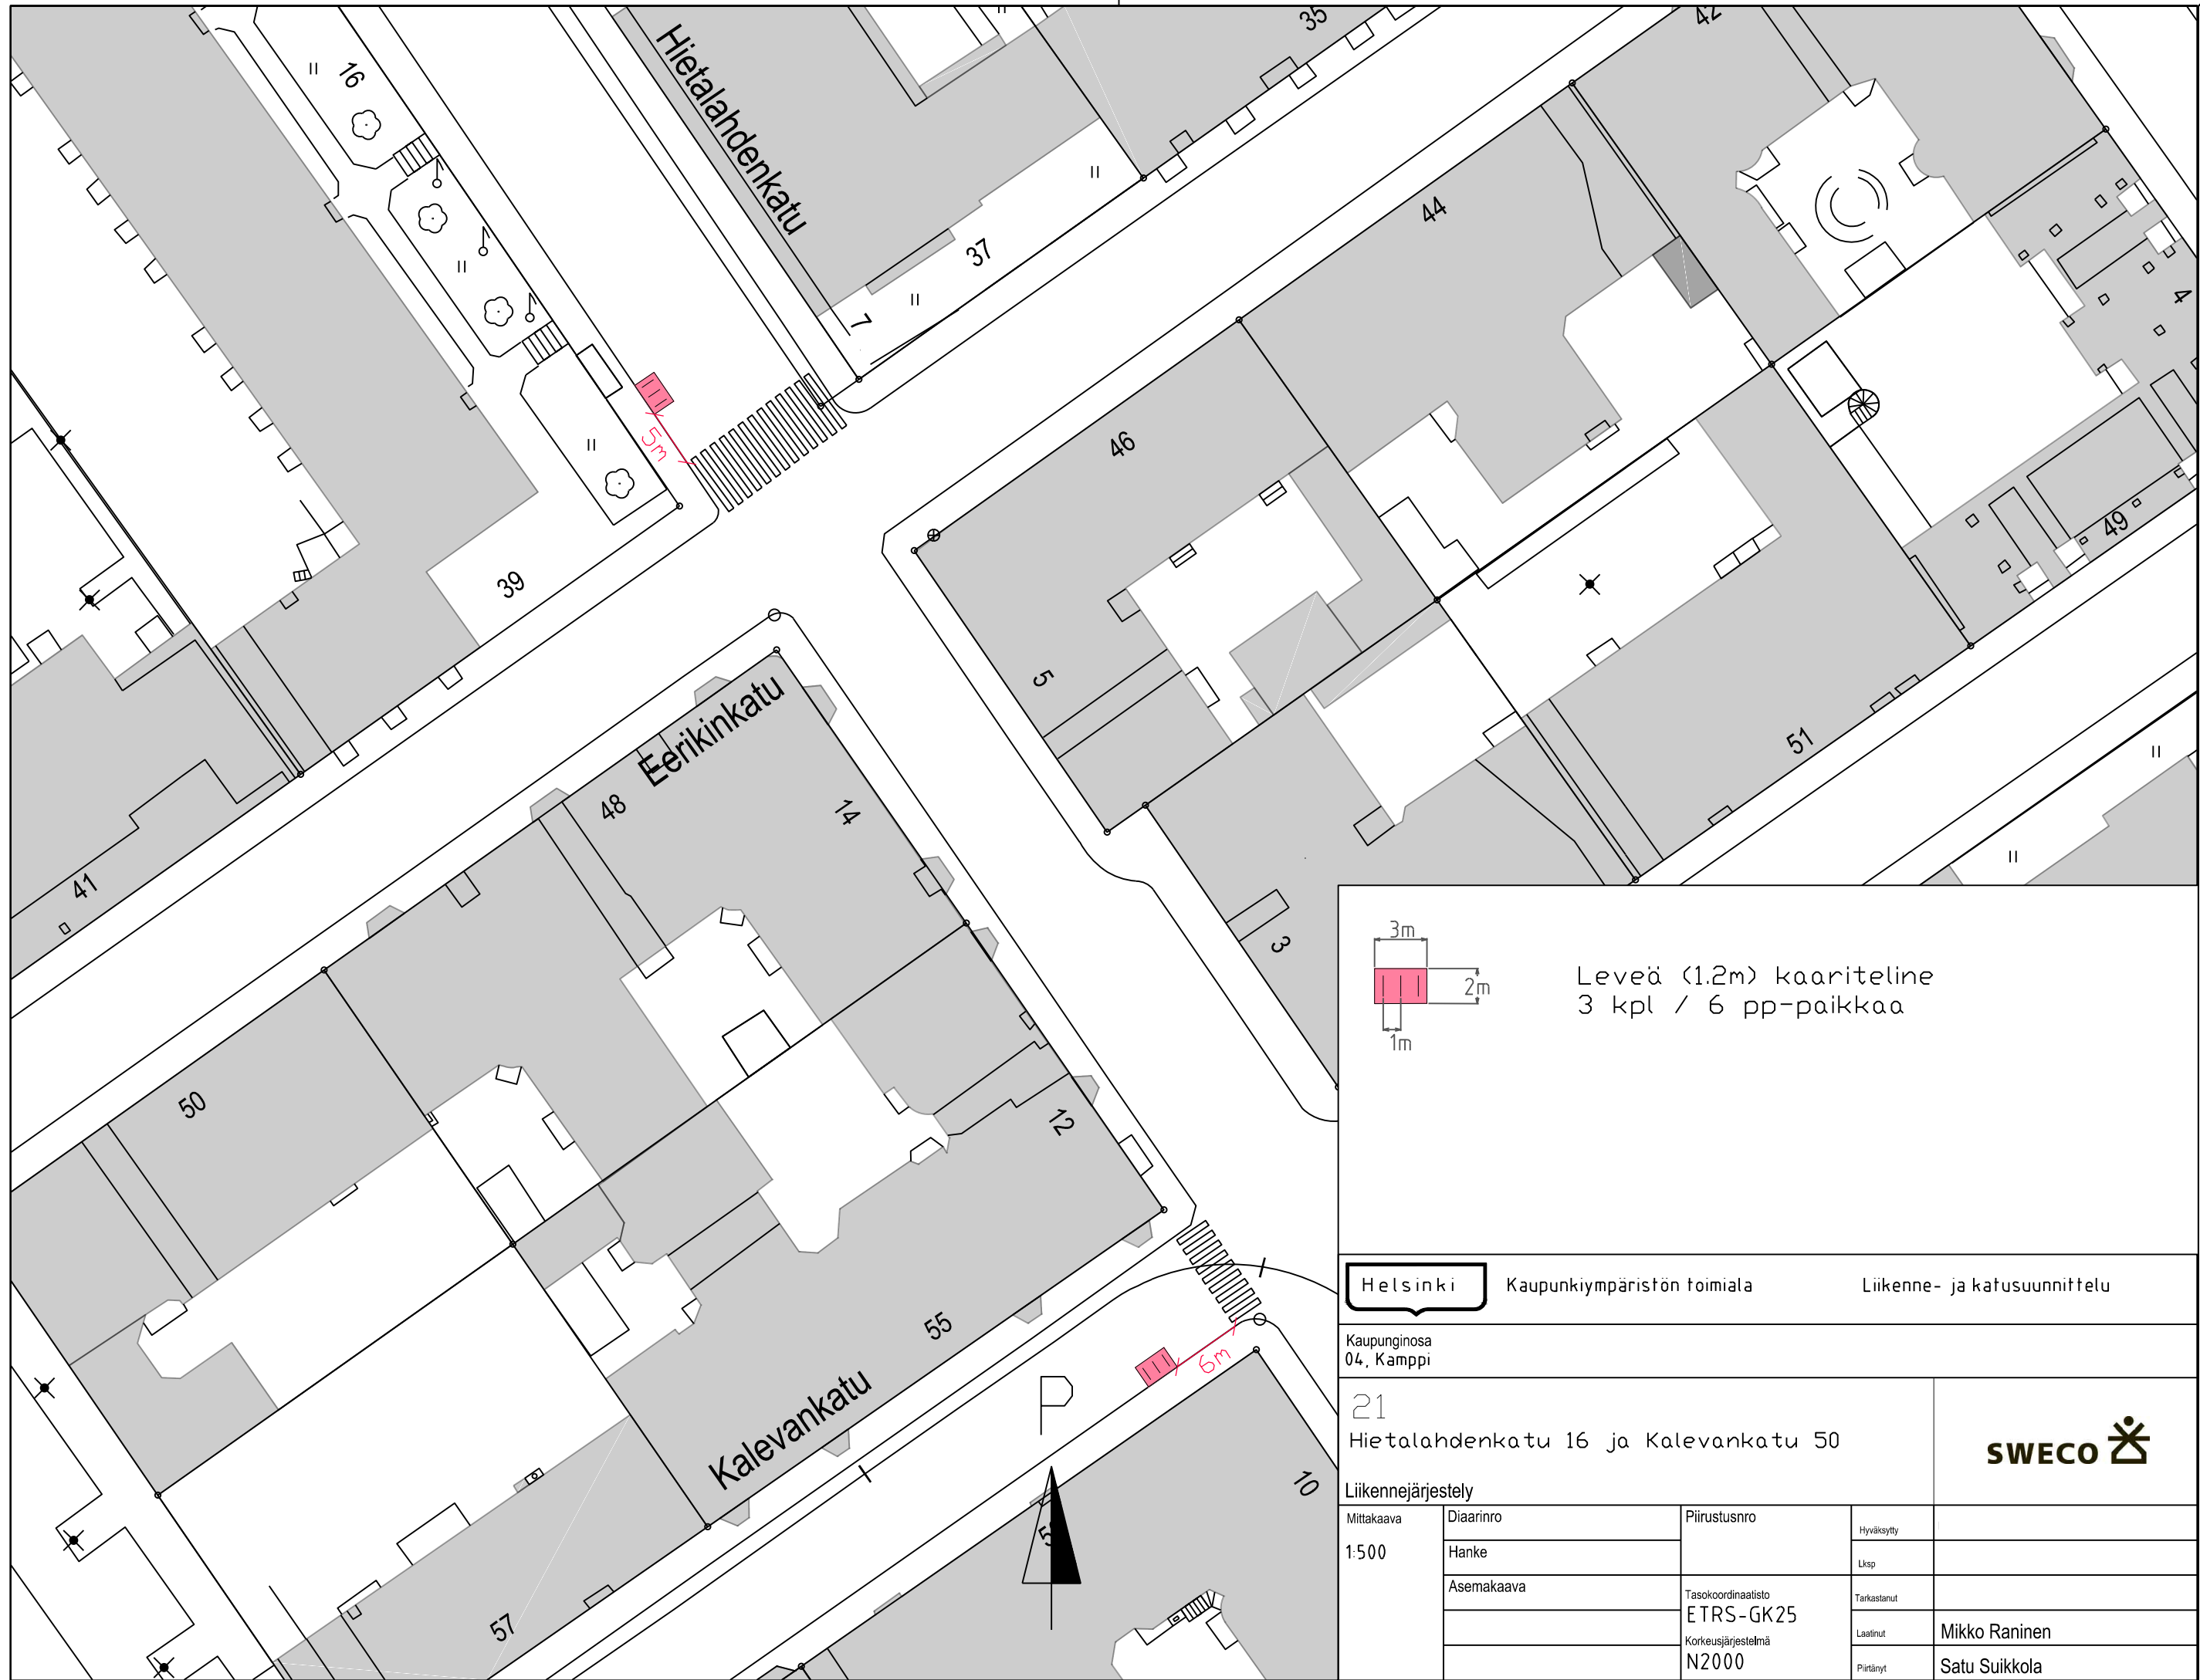 35
42
16
Hietalahdenkatu
44
37
4
7
46
5m
49
39
5
51
Eerikinkatu
48
14
41
3
3m
2m
1m
Leveä (1.2m) kaariteline
3 kpl / 6 pp-paikkaa
50
12
Helsinki
Kaupunkiympäristön toimiala
Liikenne- ja katusuunnittelu
55
6m
Kaupunginosa
04, Kamppi
P
Kalevankatu
21
Hietalahdenkatu 16 ja Kalevankatu 50
SWECO
Liikennejärjestely
10
57
Mittakaava
1:500
Diaarinro
Hanke
Asemakaava
Piirustusnro
Tasokoordinaatisto
ETRS-GK25
Korkeusjärjestelmä
N2000
Hyväksytty
Lksp
Tarkastanut
Laatinut
Mikko Raninen
Piirtänyt
Satu Suikkola